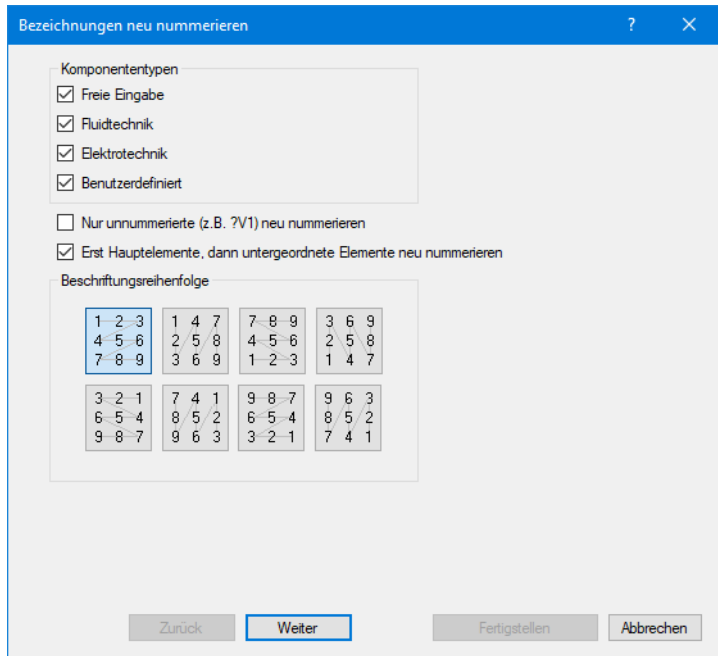 Bezeichnungen neu nummerieren ?
Komponententypen
Freie Eingabe
Fluidtechnik
Elektrotechnik
Benutzerdefiniert
Nur unnummerierte (z.B. ?V1) neu nummerieren
Erst Hauptelemente, dann untergeordnete Elemente neu nummerieren
Beschriftungsreihenfolge
1 2 3 1 4 7 7 8 9 3 6 9
4 5 6 2 5 8 4 5 6 2 5 8
7 8 9 3 6 9 1 2 3 1 4 7
3 2 1 7 4 1 9 8 7 9 6 3
6 5 4 8 5 2 6 5 4 8 5 2
9 8 7 9 6 3 3 2 1 7 4 1
Zurück Weiter Fertigstellen Abbrechen